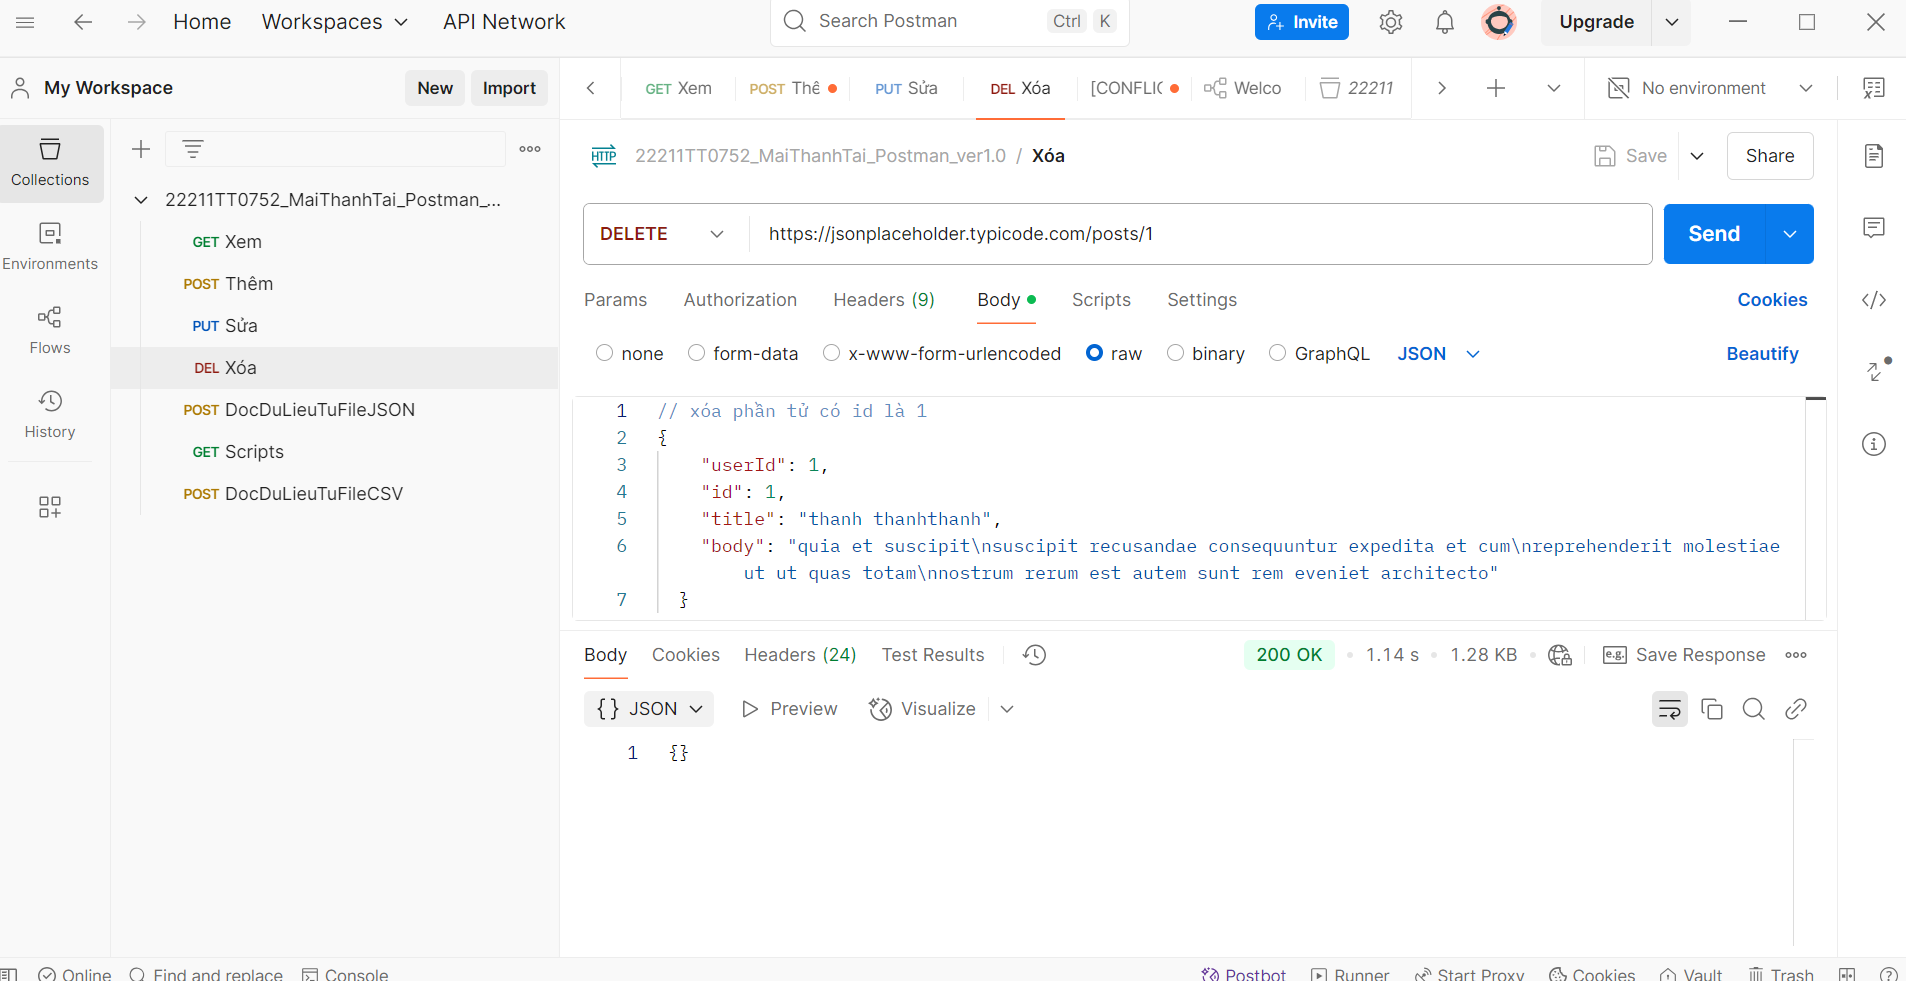 Home Workspaces API Network Search Postman Ctrl K Invite Upgrade
My Workspace New Import
GET Xem POST Thê PUT Sửa DEL Xóa [CONFLIC Welco 22211 No environment
Collections
Environments
Flows
History
22211TT0752_MaiThanhTai_Postman_...
GET Xem
POST Thêm
PUT Sửa
DEL Xóa
POST DocDuLieuTuFileJSON
GET Scripts
POST DocDuLieuTuFileCSV
HTTP 22211TT0752_MaiThanhTai_Postman_ver1.0 / Xóa Save Share
DELETE https://jsonplaceholder.typicode.com/posts/1 Send
Params Authorization Headers (9) Body Scripts Settings Cookies
none form-data x-www-form-urlencoded raw binary GraphQL JSON Beautify
1 // xóa phần tử có id là 1
2 {
3 "userId": 1,
4 "id": 1,
5 "title": "thanh thanhthanh",
6 "body": "quia et suscipit\nsuscipit recusandae consequuntur expedita et cum\nreprehenderit molestiae
ut ut quas totam\nnostrum rerum est autem sunt rem eveniet architecto"
7 }
Body Cookies Headers (24) Test Results 200 OK • 1.14 s • 1.28 KB • e.g. Save Response
{} JSON Preview Visualize
1 {}
Online Find and replace Console Postbot Runner Start Proxy Cookies Vault Trash